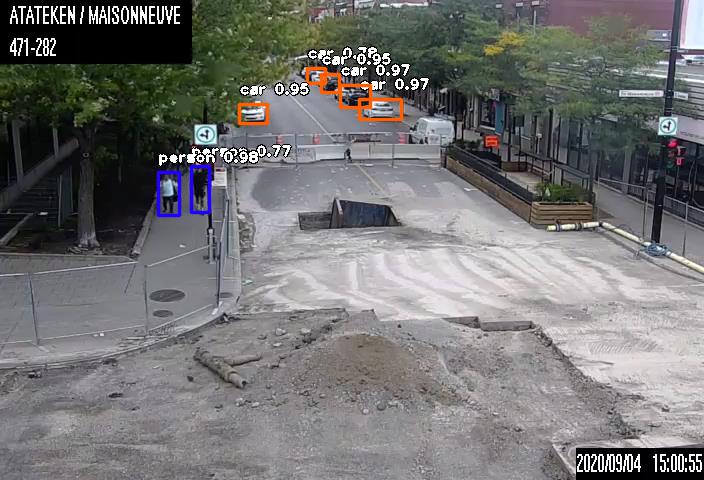 ATATEKEN / MAISONNEUVE
471-282
car 0.78
car 0.95
car 0.97
car 0.97
car 0.95
person 0.98
0.77
2020/09/04 15:00:55